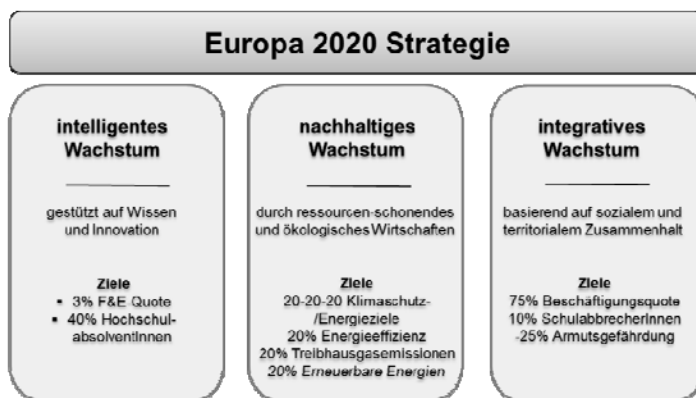 Europa 2020 Strategie
intelligentes
Wachstum
gestützt auf Wissen
und Innovation
Ziele
▪ 3% F&E Quote
▪ 40% Hochschul-
absolventInnen
nachhaltiges
Wachstum
durch ressourcen-schonendes
und ökologisches Wirtschaften
Ziele
20-20-20 Klimaschutz-
/Energieziele
20% Energieeffizienz
20% Treibhausgasemissionen
20% Erneuerbare Energien
integratives
Wachstum
basierend auf sozialem und
territorialem Zusammenhalt
Ziele
75% Beschäftigungsquote
10% SchulabbrecherInnen
-25% Armutsgefährdung